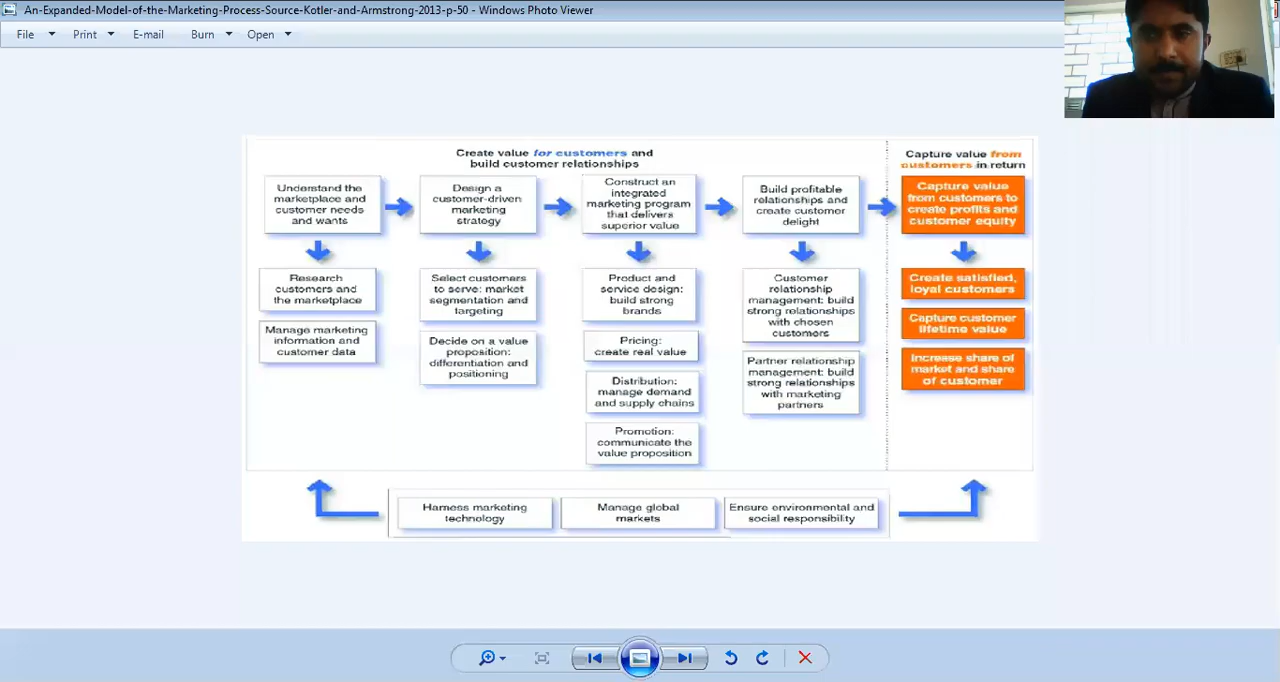 An-Expanded-Model-of-the-Marketing-Process-Source-Kotler-and-Armstrong-2013-p-50 - Windows Photo Viewer
File Print E-mail Burn Open
Create value for customers and
build customer relationships
Capture value from
customers in return
Understand the
marketplace and
customer needs
and wants
Design a
customer-driven
marketing
strategy
Construct an
integrated
marketing program
that delivers
superior value
Build profitable
relationships and
create customer
delight
Capture value
from customers to
create profits and
customer equity
Research
customers and
the marketplace
Manage marketing
information and
customer data
Select customers
to serve: market
segmentation and
targeting
Decide on a value
proposition:
differentiation and
positioning
Product and
service design:
build strong
brands
Pricing:
create real value
Distribution:
manage demand
and supply chains
Promotion:
communicate the
value proposition
Customer
relationship
management: build
strong relationships
with chosen
customers
Partner relationship
management: build
strong relationships
with marketing
partners
Create satisfied,
loyal customers
Capture customer
lifetime value
Increase share of
market and share
of customer
Harness marketing
technology
Manage global
markets
Ensure environmental and
social responsibility